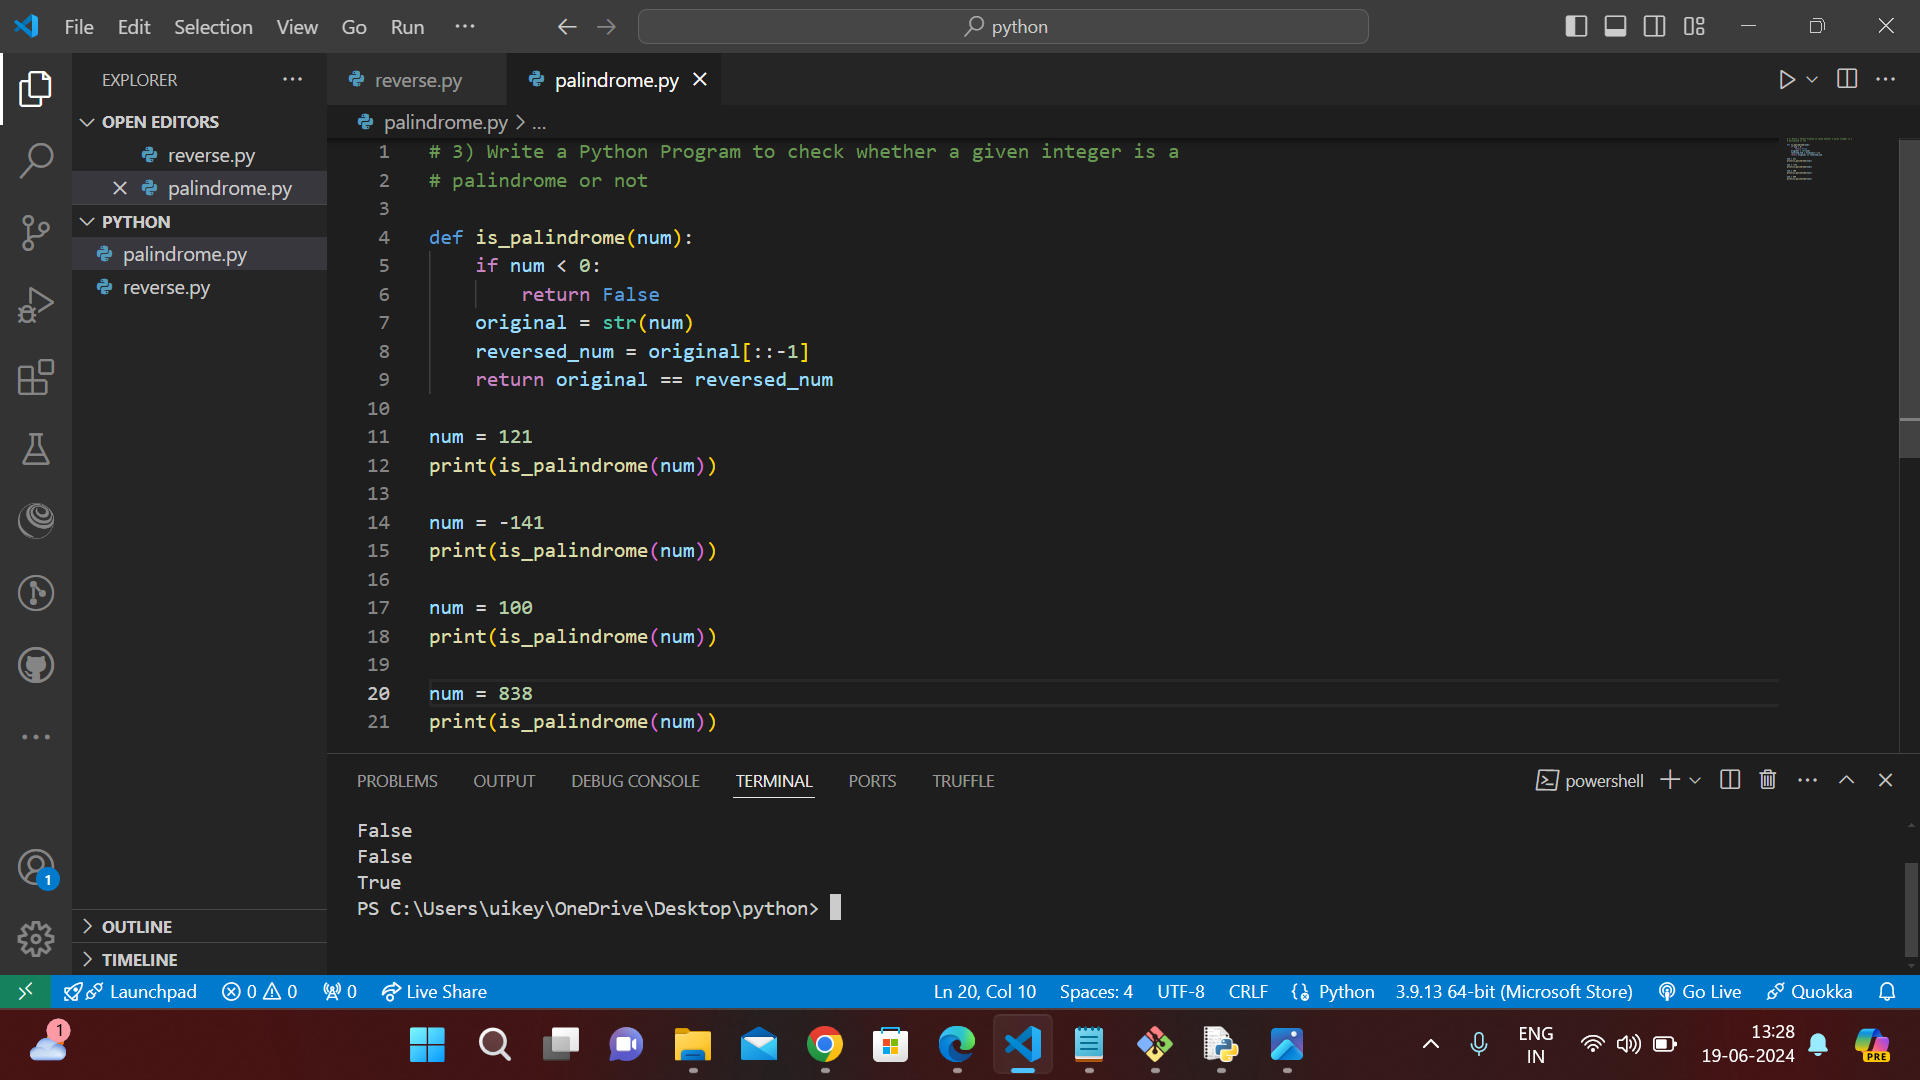 File Edit Selection View Go Run ···
python
EXPLORER ···
OPEN EDITORS
reverse.py
palindrome.py
PYTHON
palindrome.py
reverse.py
OUTLINE
TIMELINE
reverse.py palindrome.py
palindrome.py > ...
1 # 3) Write a Python Program to check whether a given integer is a
2 # palindrome or not
3
4 def is_palindrome(num):
5     if num < 0:
6         return False
7     original = str(num)
8     reversed_num = original[::-1]
9     return original == reversed_num
10
11 num = 121
12 print(is_palindrome(num))
13
14 num = -141
15 print(is_palindrome(num))
16
17 num = 100
18 print(is_palindrome(num))
19
20 num = 838
21 print(is_palindrome(num))
PROBLEMS OUTPUT DEBUG CONSOLE TERMINAL PORTS TRUFFLE
powershell
False
False
True
PS C:\Users\uikey\OneDrive\Desktop\python>
1
Launchpad 0 0 0 Live Share Ln 20, Col 10 Spaces: 4 UTF-8 CRLF Python 3.9.13 64-bit (Microsoft Store) Go Live Quokka
1
ENG
IN
13:28
19-06-2024
PRE